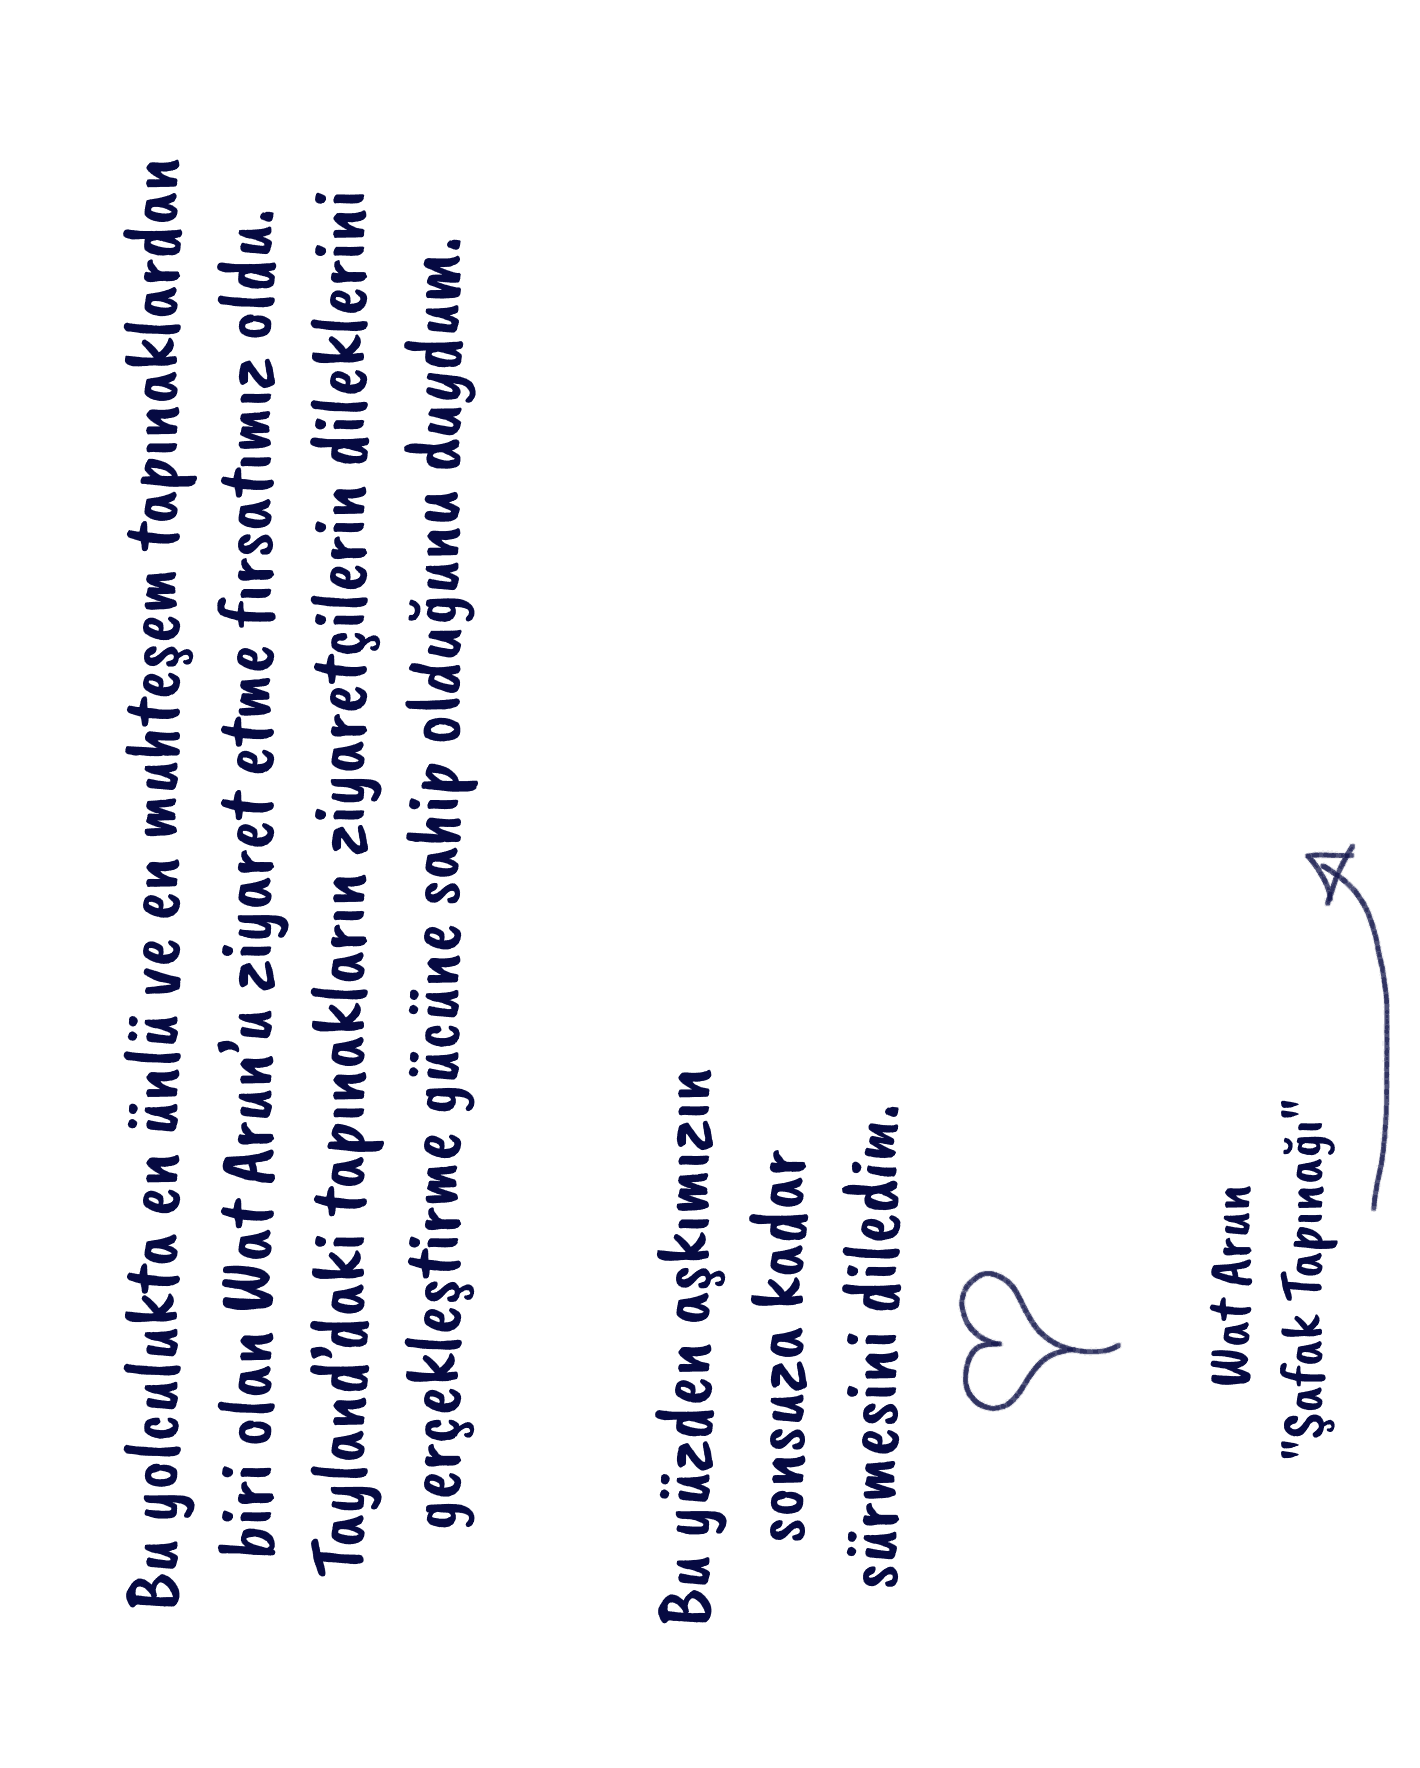 Bu yolculukta en ünlü ve en muhteşem tapınaklardan
biri olan Wat Arun'u ziyaret etme fırsatımız oldu.
Tayland'daki tapınakların ziyaretçilerin dileklerini
gerçekleştirme gücüne sahip olduğunu duydum.
Bu yüzden aşkımızın
sonsuza kadar
sürmesini diledim.
Wat Arun
"Şafak Tapınağı"